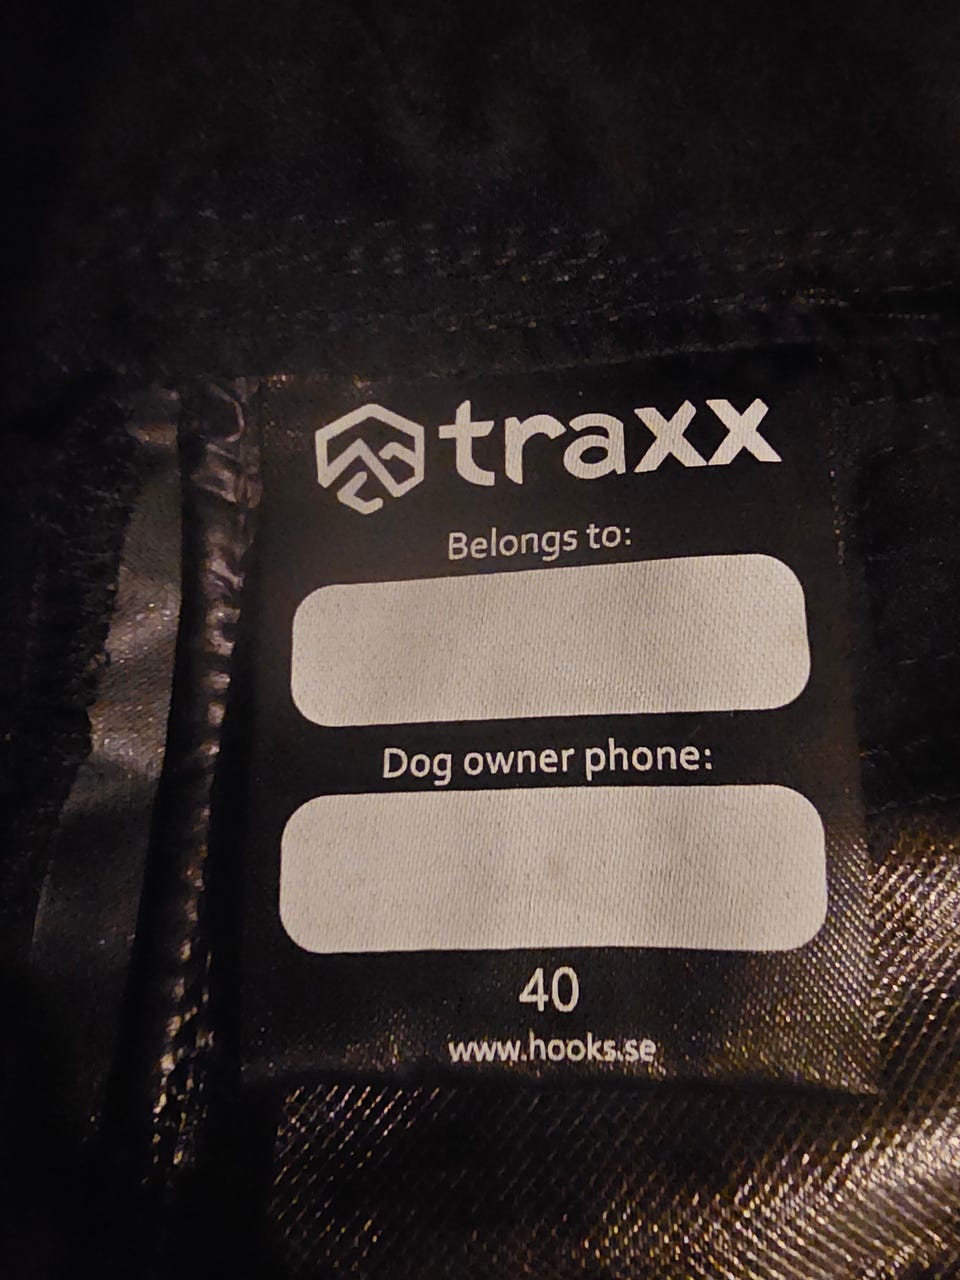 traxx
Belongs to:
Dog owner phone:
40
www.hooks.se